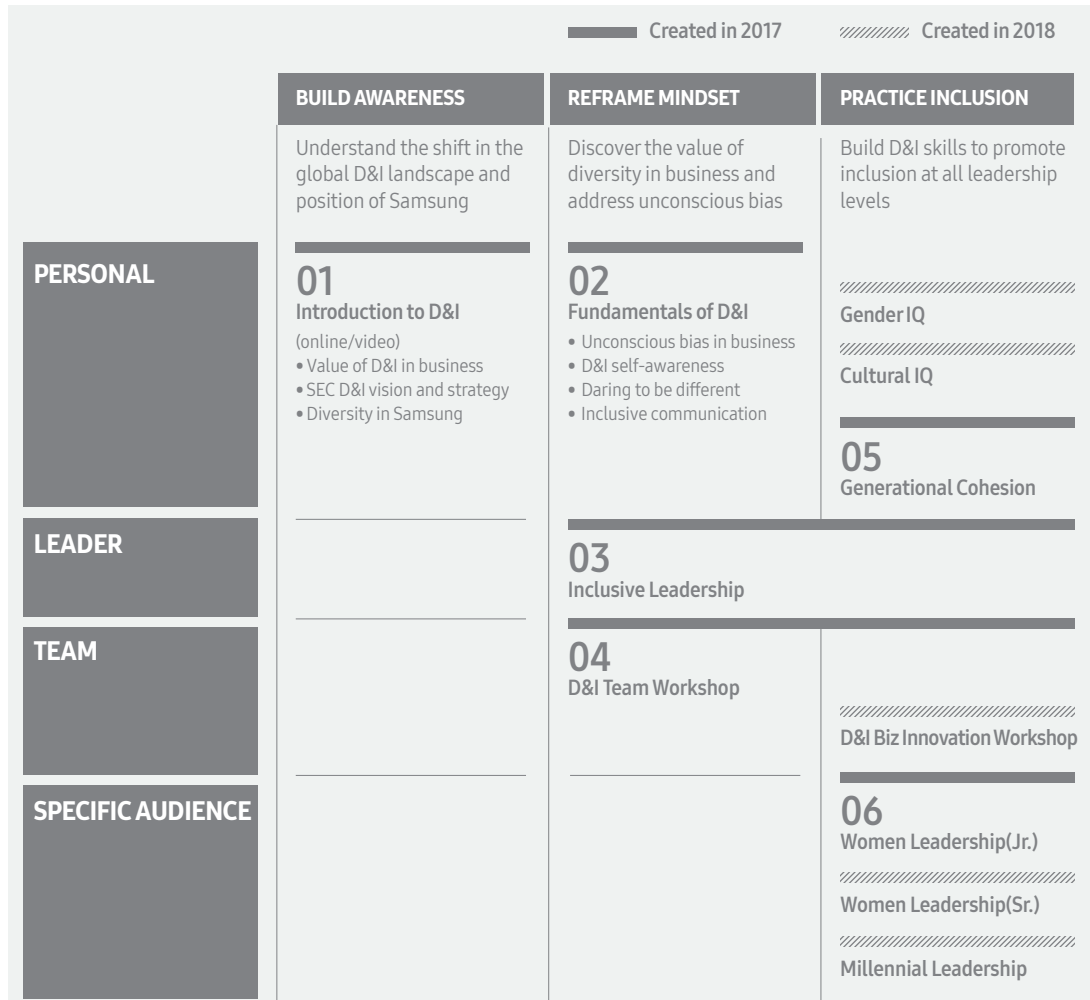 Created in 2017
Created in 2018
BUILD AWARENESS
REFRAME MINDSET
PRACTICE INCLUSION
Understand the shift in the
global D&I landscape and
position of Samsung
Discover the value of
diversity in business and
address unconscious bias
Build D&I skills to promote
inclusion at all leadership
levels
PERSONAL
01
Introduction to D&I
(online/video)
• Value of D&I in business
• SEC D&I vision and strategy
• Diversity in Samsung
02
Fundamentals of D&I
• Unconscious bias in business
• D&I self-awareness
• Daring to be different
• Inclusive communication
Gender IQ
Cultural IQ
05
Generational Cohesion
LEADER
03
Inclusive Leadership
TEAM
04
D&I Team Workshop
D&I Biz Innovation Workshop
SPECIFIC AUDIENCE
06
Women Leadership(Jr.)
Women Leadership(Sr.)
Millennial Leadership